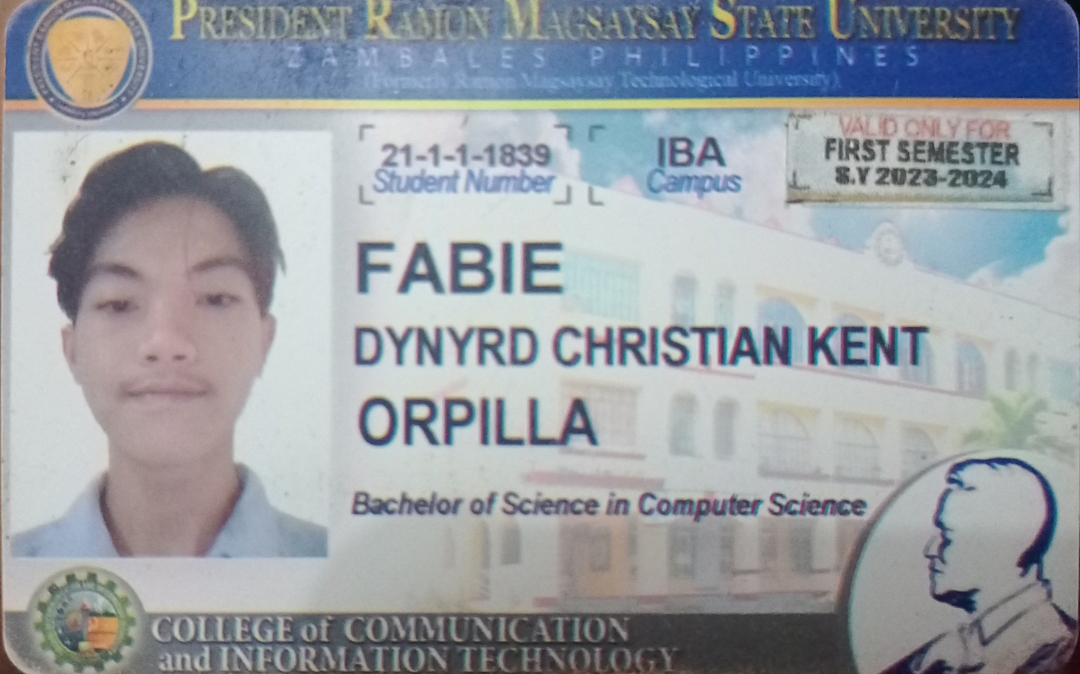 PRESIDENT RAMON MAGSAYSAY STATE UNIVERSITY
ZAMBALES PHILIPPINES
(Formerly Ramon Magsaysay Technological University)
21-1-1-1839
Student Number
IBA
Campus
VALID ONLY FOR
FIRST SEMESTER
S.Y 2023-2024
FABIE
DYNYRD CHRISTIAN KENT
ORPILLA
Bachelor of Science in Computer Science
COLLEGE of COMMUNICATION
and INFORMATION TECHNOLOGY